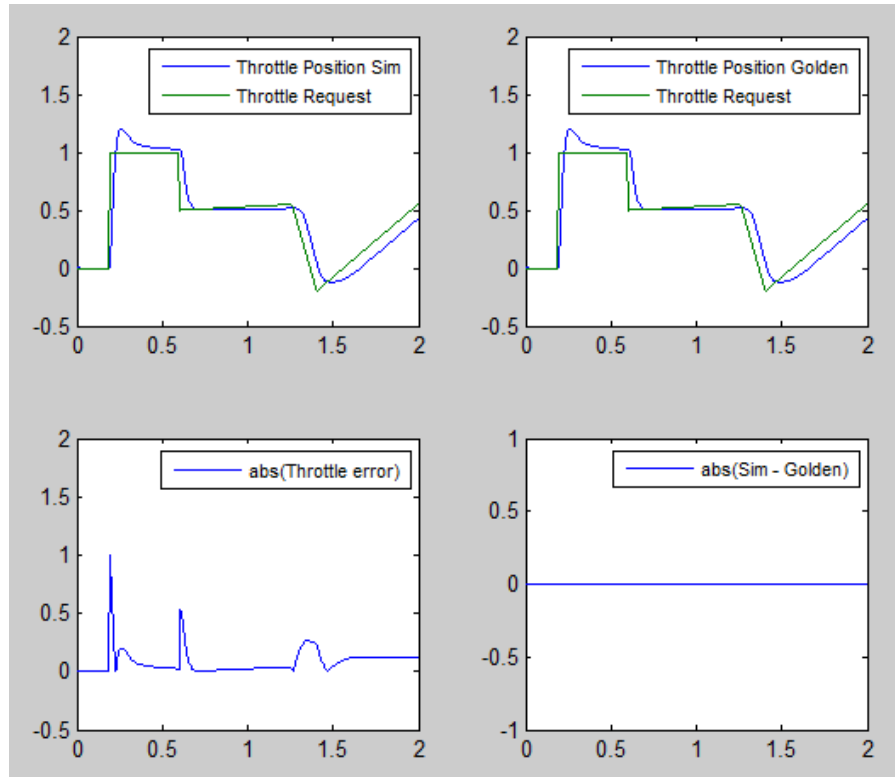 2
Throttle Position Sim
1.5
Throttle Request
1
0.5
0
-0.5
0 0.5 1 1.5 2
2
Throttle Position Golden
1.5
Throttle Request
1
0.5
0
-0.5
0 0.5 1 1.5 2
2
abs(Throttle error)
1.5
1
0.5
0
-0.5
0 0.5 1 1.5 2
1
abs(Sim - Golden)
0.5
0
-0.5
-1
0 0.5 1 1.5 2